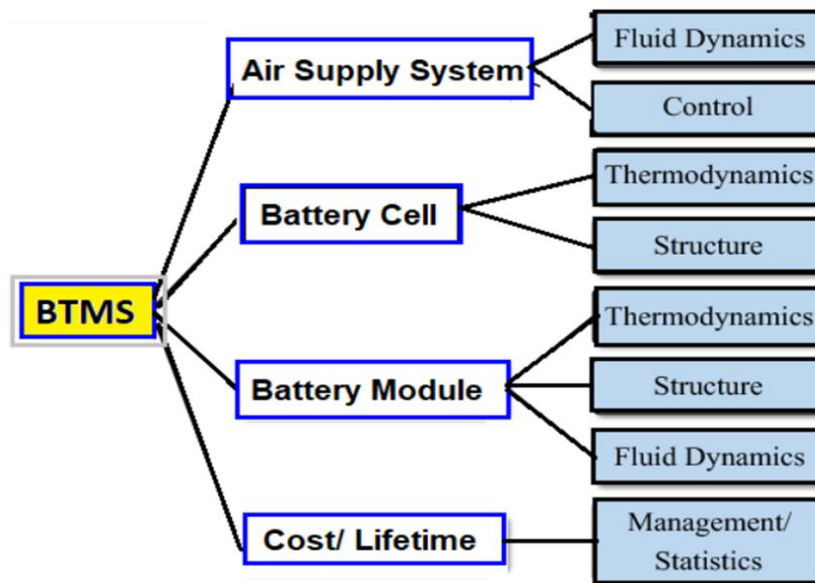 BTMS
Air Supply System
Fluid Dynamics
Control
Battery Cell
Thermodynamics
Structure
Battery Module
Thermodynamics
Structure
Fluid Dynamics
Cost/ Lifetime
Management/
Statistics